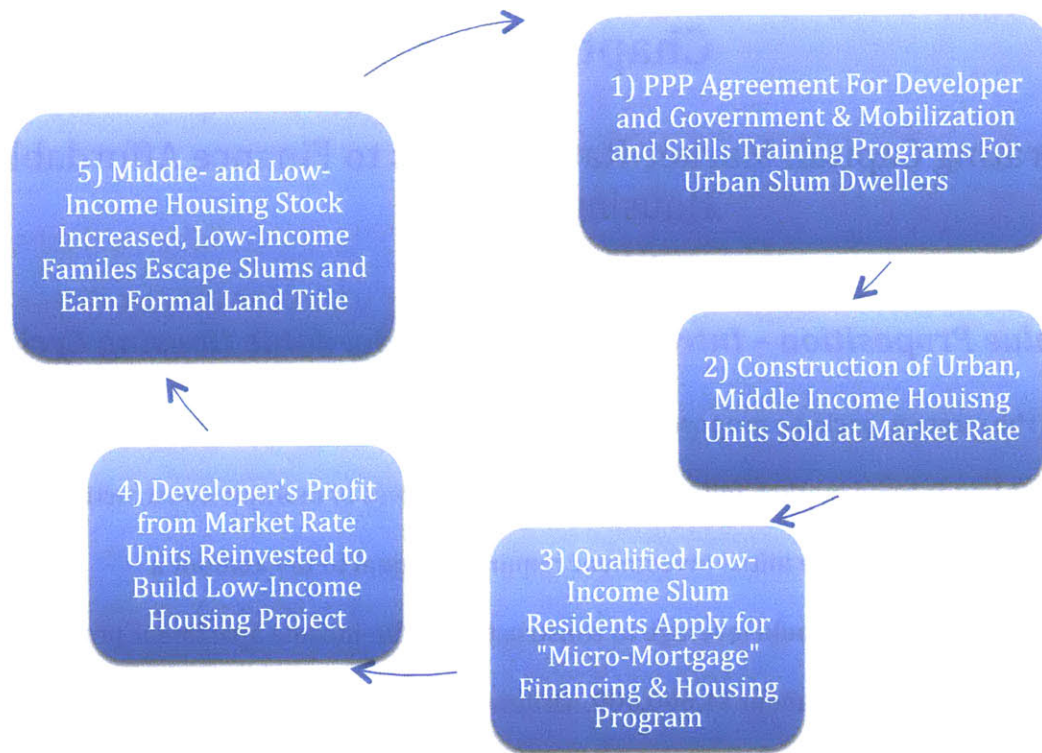 1) PPP Agreement For Developer
and Government & Mobilization
and Skills Training Programs For
Urban Slum Dwellers
2) Construction of Urban,
Middle Income Houisng
Units Sold at Market Rate
3) Qualified Low-
Income Slum
Residents Apply for
"Micro-Mortgage"
Financing & Housing
Program
4) Developer's Profit
from Market Rate
Units Reinvested to
Build Low-Income
Housing Project
5) Middle- and Low-
Income Housing Stock
Increased, Low-Income
Familes Escape Slums and
Earn Formal Land Title